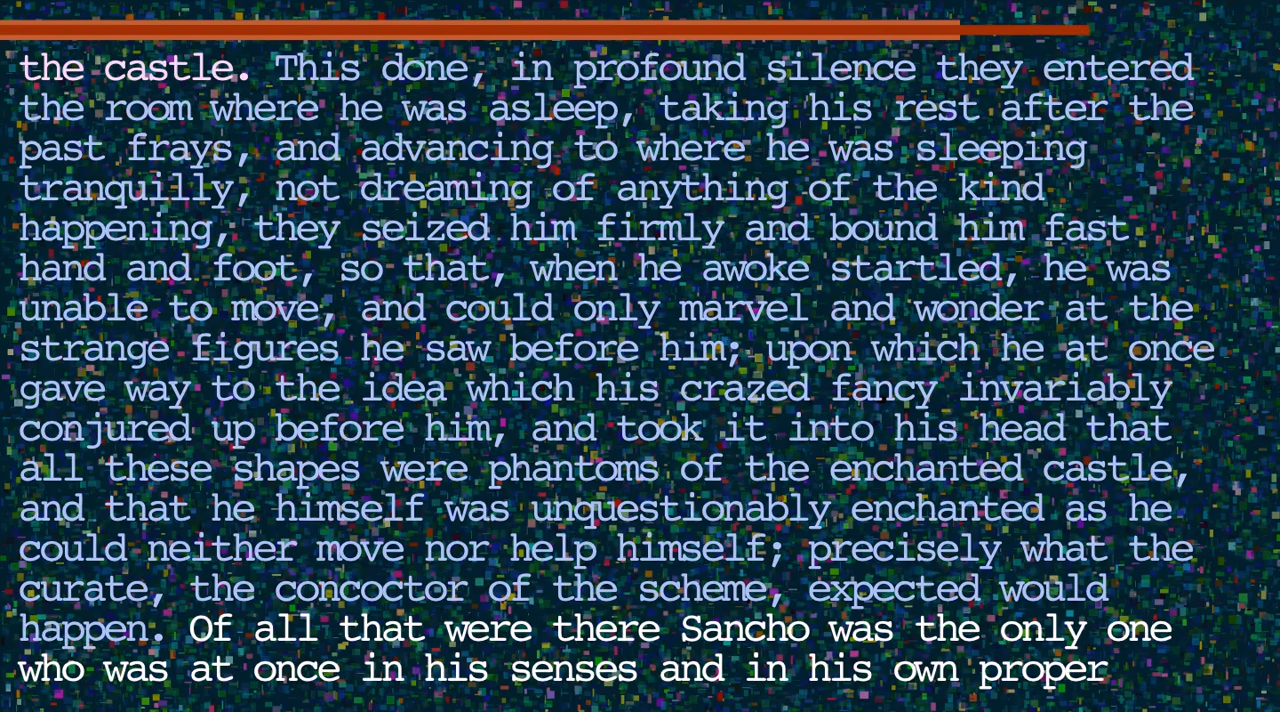 the castle. This done, in profound silence they entered
the room where he was asleep, taking his rest after the
past frays, and advancing to where he was sleeping
tranquilly, not dreaming of anything of the kind
happening, they seized him firmly and bound him fast
hand and foot, so that, when he awoke startled, he was
unable to move, and could only marvel and wonder at the
strange figures he saw before him; upon which he at once
gave way to the idea which his crazed fancy invariably
conjured up before him, and took it into his head that
all these shapes were phantoms of the enchanted castle,
and that he himself was unquestionably enchanted as he
could neither move nor help himself; precisely what the
curate, the concoctor of the scheme, expected would
happen. Of all that were there Sancho was the only one
who was at once in his senses and in his own proper